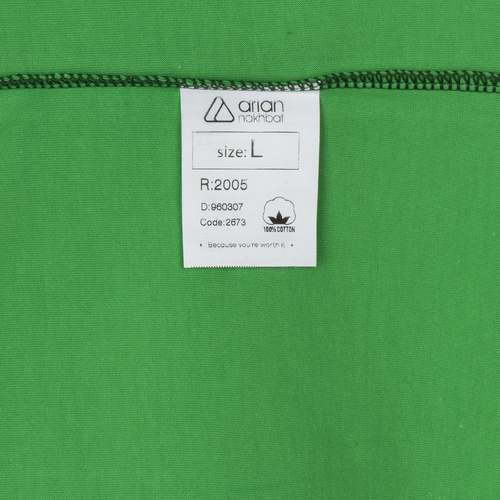 arian
nakhbaf
size: L
R:2005
D:960307
Code:2673
100% COTTON
• Because you're worth it •